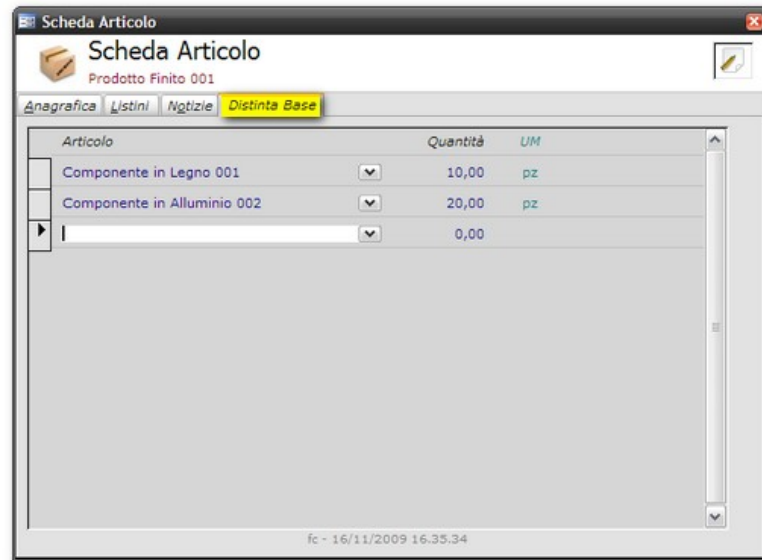 Scheda Articolo
Scheda Articolo
Prodotto Finito 001
Anagrafica Listini Notizie Distinta Base
Articolo Quantità UM
Componente in Legno 001 10,00 pz
Componente in Alluminio 002 20,00 pz
0,00
fc - 16/11/2009 16.35.34